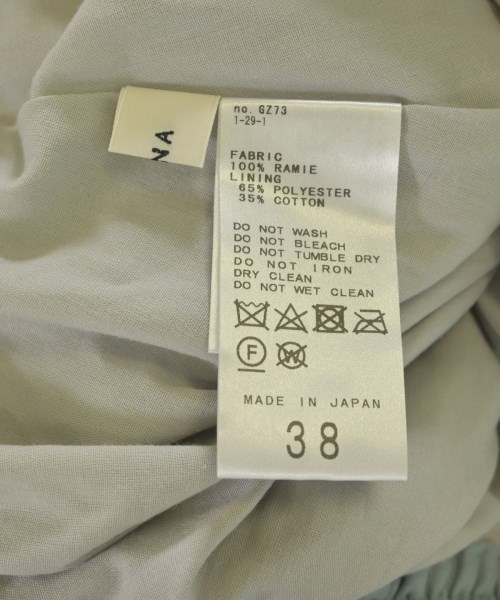 NA
no. GZ73
1-29-1
FABRIC
100% RAMIE
LINING
65% POLYESTER
35% COTTON
DO NOT WASH
DO NOT BLEACH
DO NOT TUMBLE DRY
DO NOT IRON
DRY CLEAN
DO NOT WET CLEAN
F W
MADE IN JAPAN
38